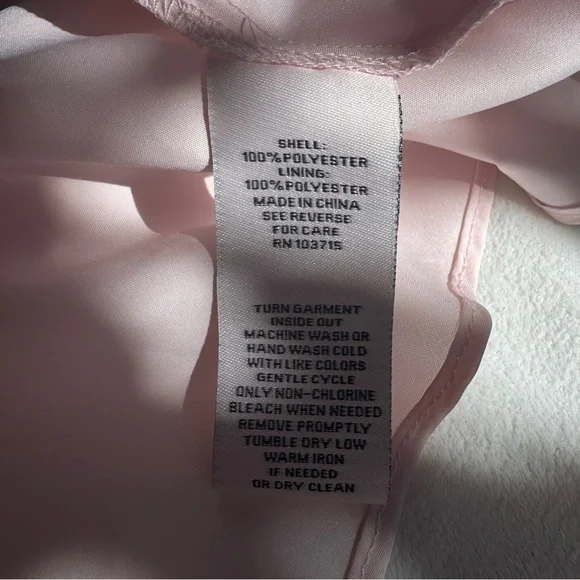 SHELL:
100% POLYESTER
LINING:
100% POLYESTER
MADE IN CHINA
SEE REVERSE
FOR CARE
RN 103715
TURN GARMENT
INSIDE OUT
MACHINE WASH OR
HAND WASH COLD
WITH LIKE COLORS
GENTLE CYCLE
ONLY NON-CHLORINE
BLEACH WHEN NEEDED
REMOVE PROMPTLY
TUMBLE DRY LOW
WARM IRON
IF NEEDED
OR DRY CLEAN